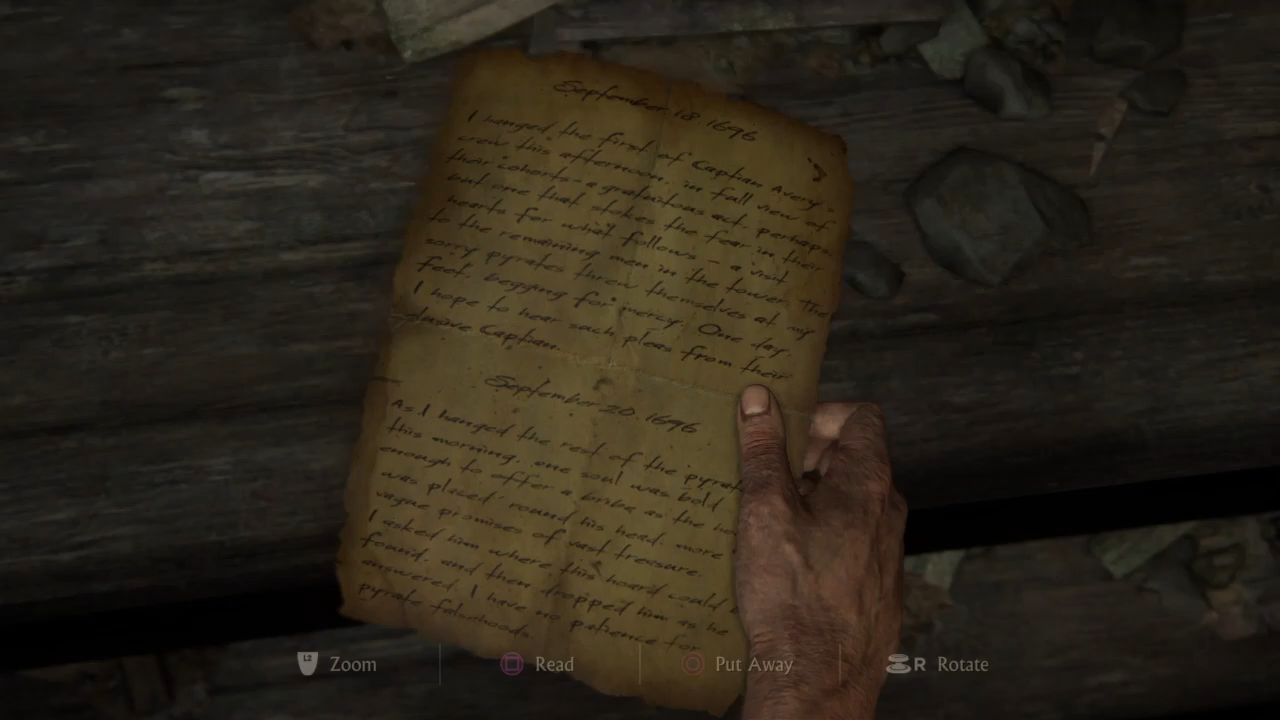 September 18 1696
I hanged the first of Captian Avery's
crew this afternoon, in full view of
their cohorts - a gratuitous act, perhaps,
but one that stokes the fear in their
hearts for what follows - a visit
to the remaining men in the tower. The
sorry pyrates threw themselves at my
feet, begging for mercy. One day,
I hope to hear such pleas from their
elusive Captian.
September 20, 1696
As I hanged the rest of the pyrat
this morning, one soul was bold
enough to offer a bribe as the
was placed 'round his head, more
vague promises of vast treasure.
I asked him where this hoard could
found, and then dropped him as he
answered. I have no patience for
pyrate falsehoods.
L2 Zoom
Read
Put Away
R Rotate